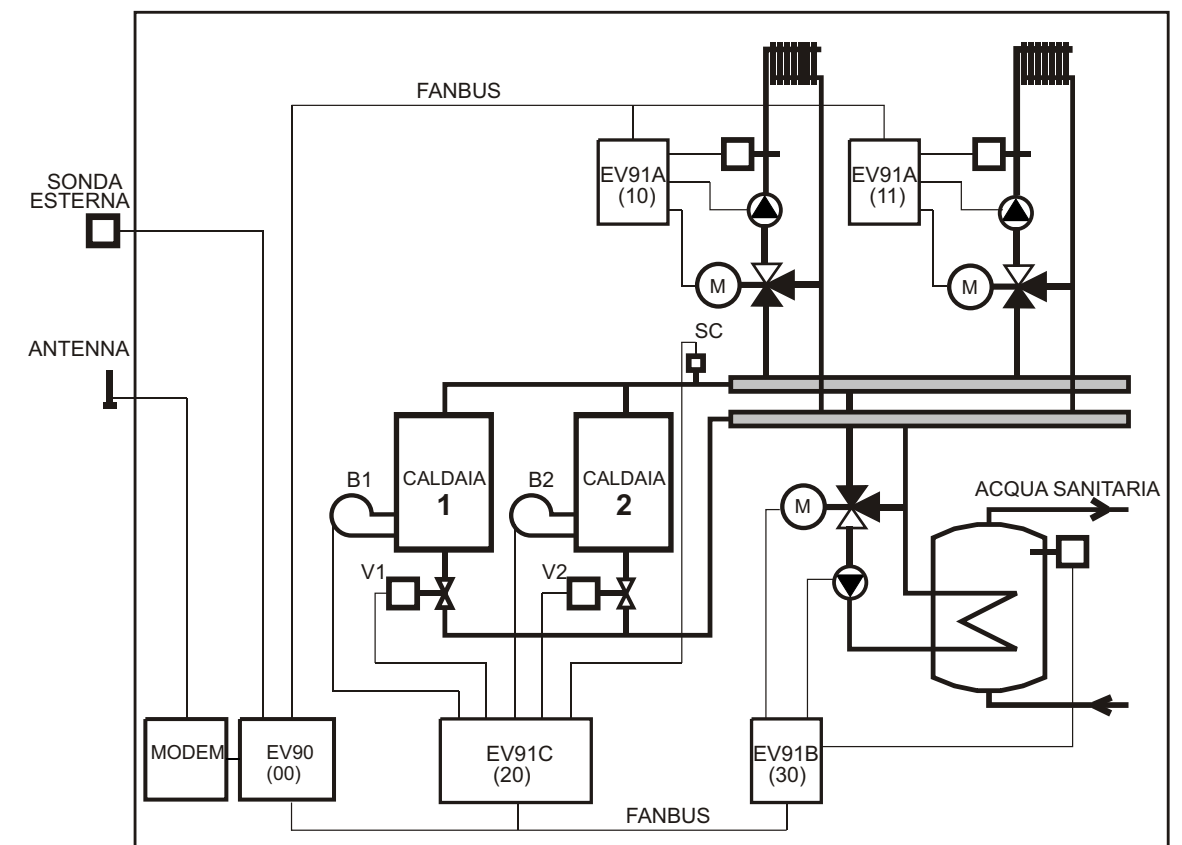 FANBUS
SONDA
ESTERNA
EV91A
(10)
EV91A
(11)
M
M
ANTENNA
SC
B1
CALDAIA
1
B2
CALDAIA
2
M
ACQUA SANITARIA
V1
V2
MODEM
EV90
(00)
EV91C
(20)
EV91B
(30)
FANBUS